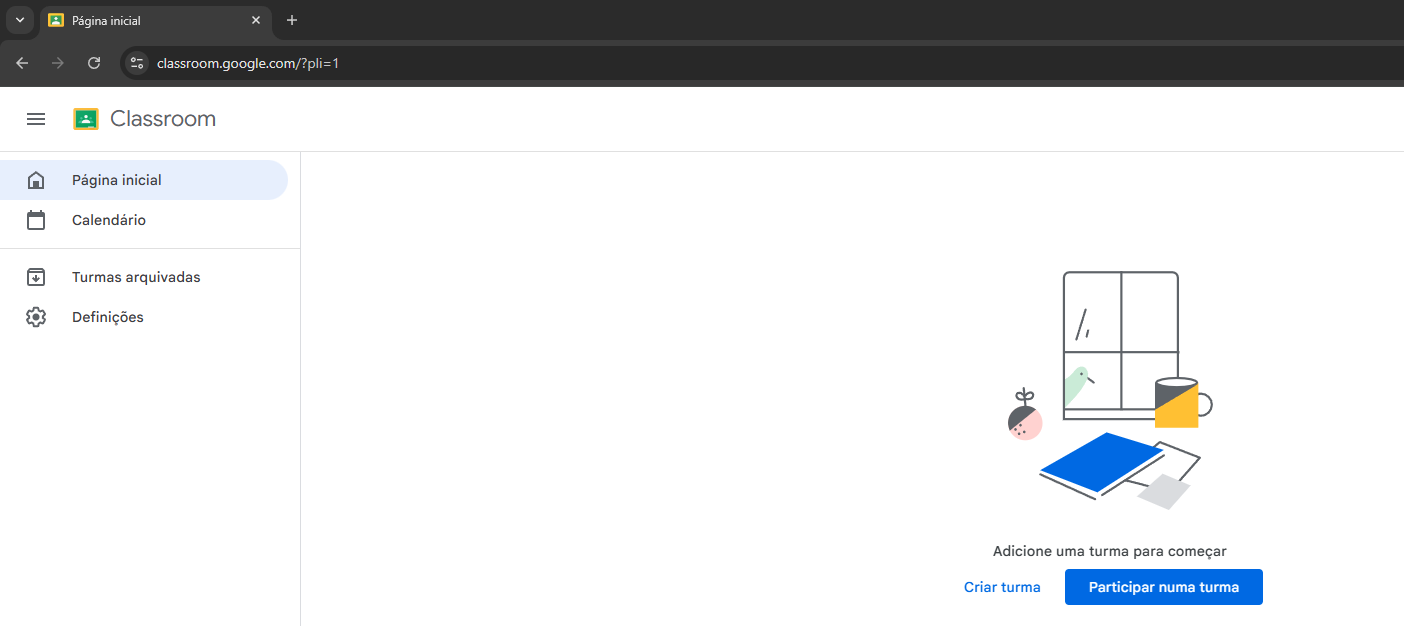 Página inicial
classroom.google.com/?pli=1
Classroom
Página inicial
Calendário
Turmas arquivadas
Definições
Adicione uma turma para começar
Criar turma Participar numa turma